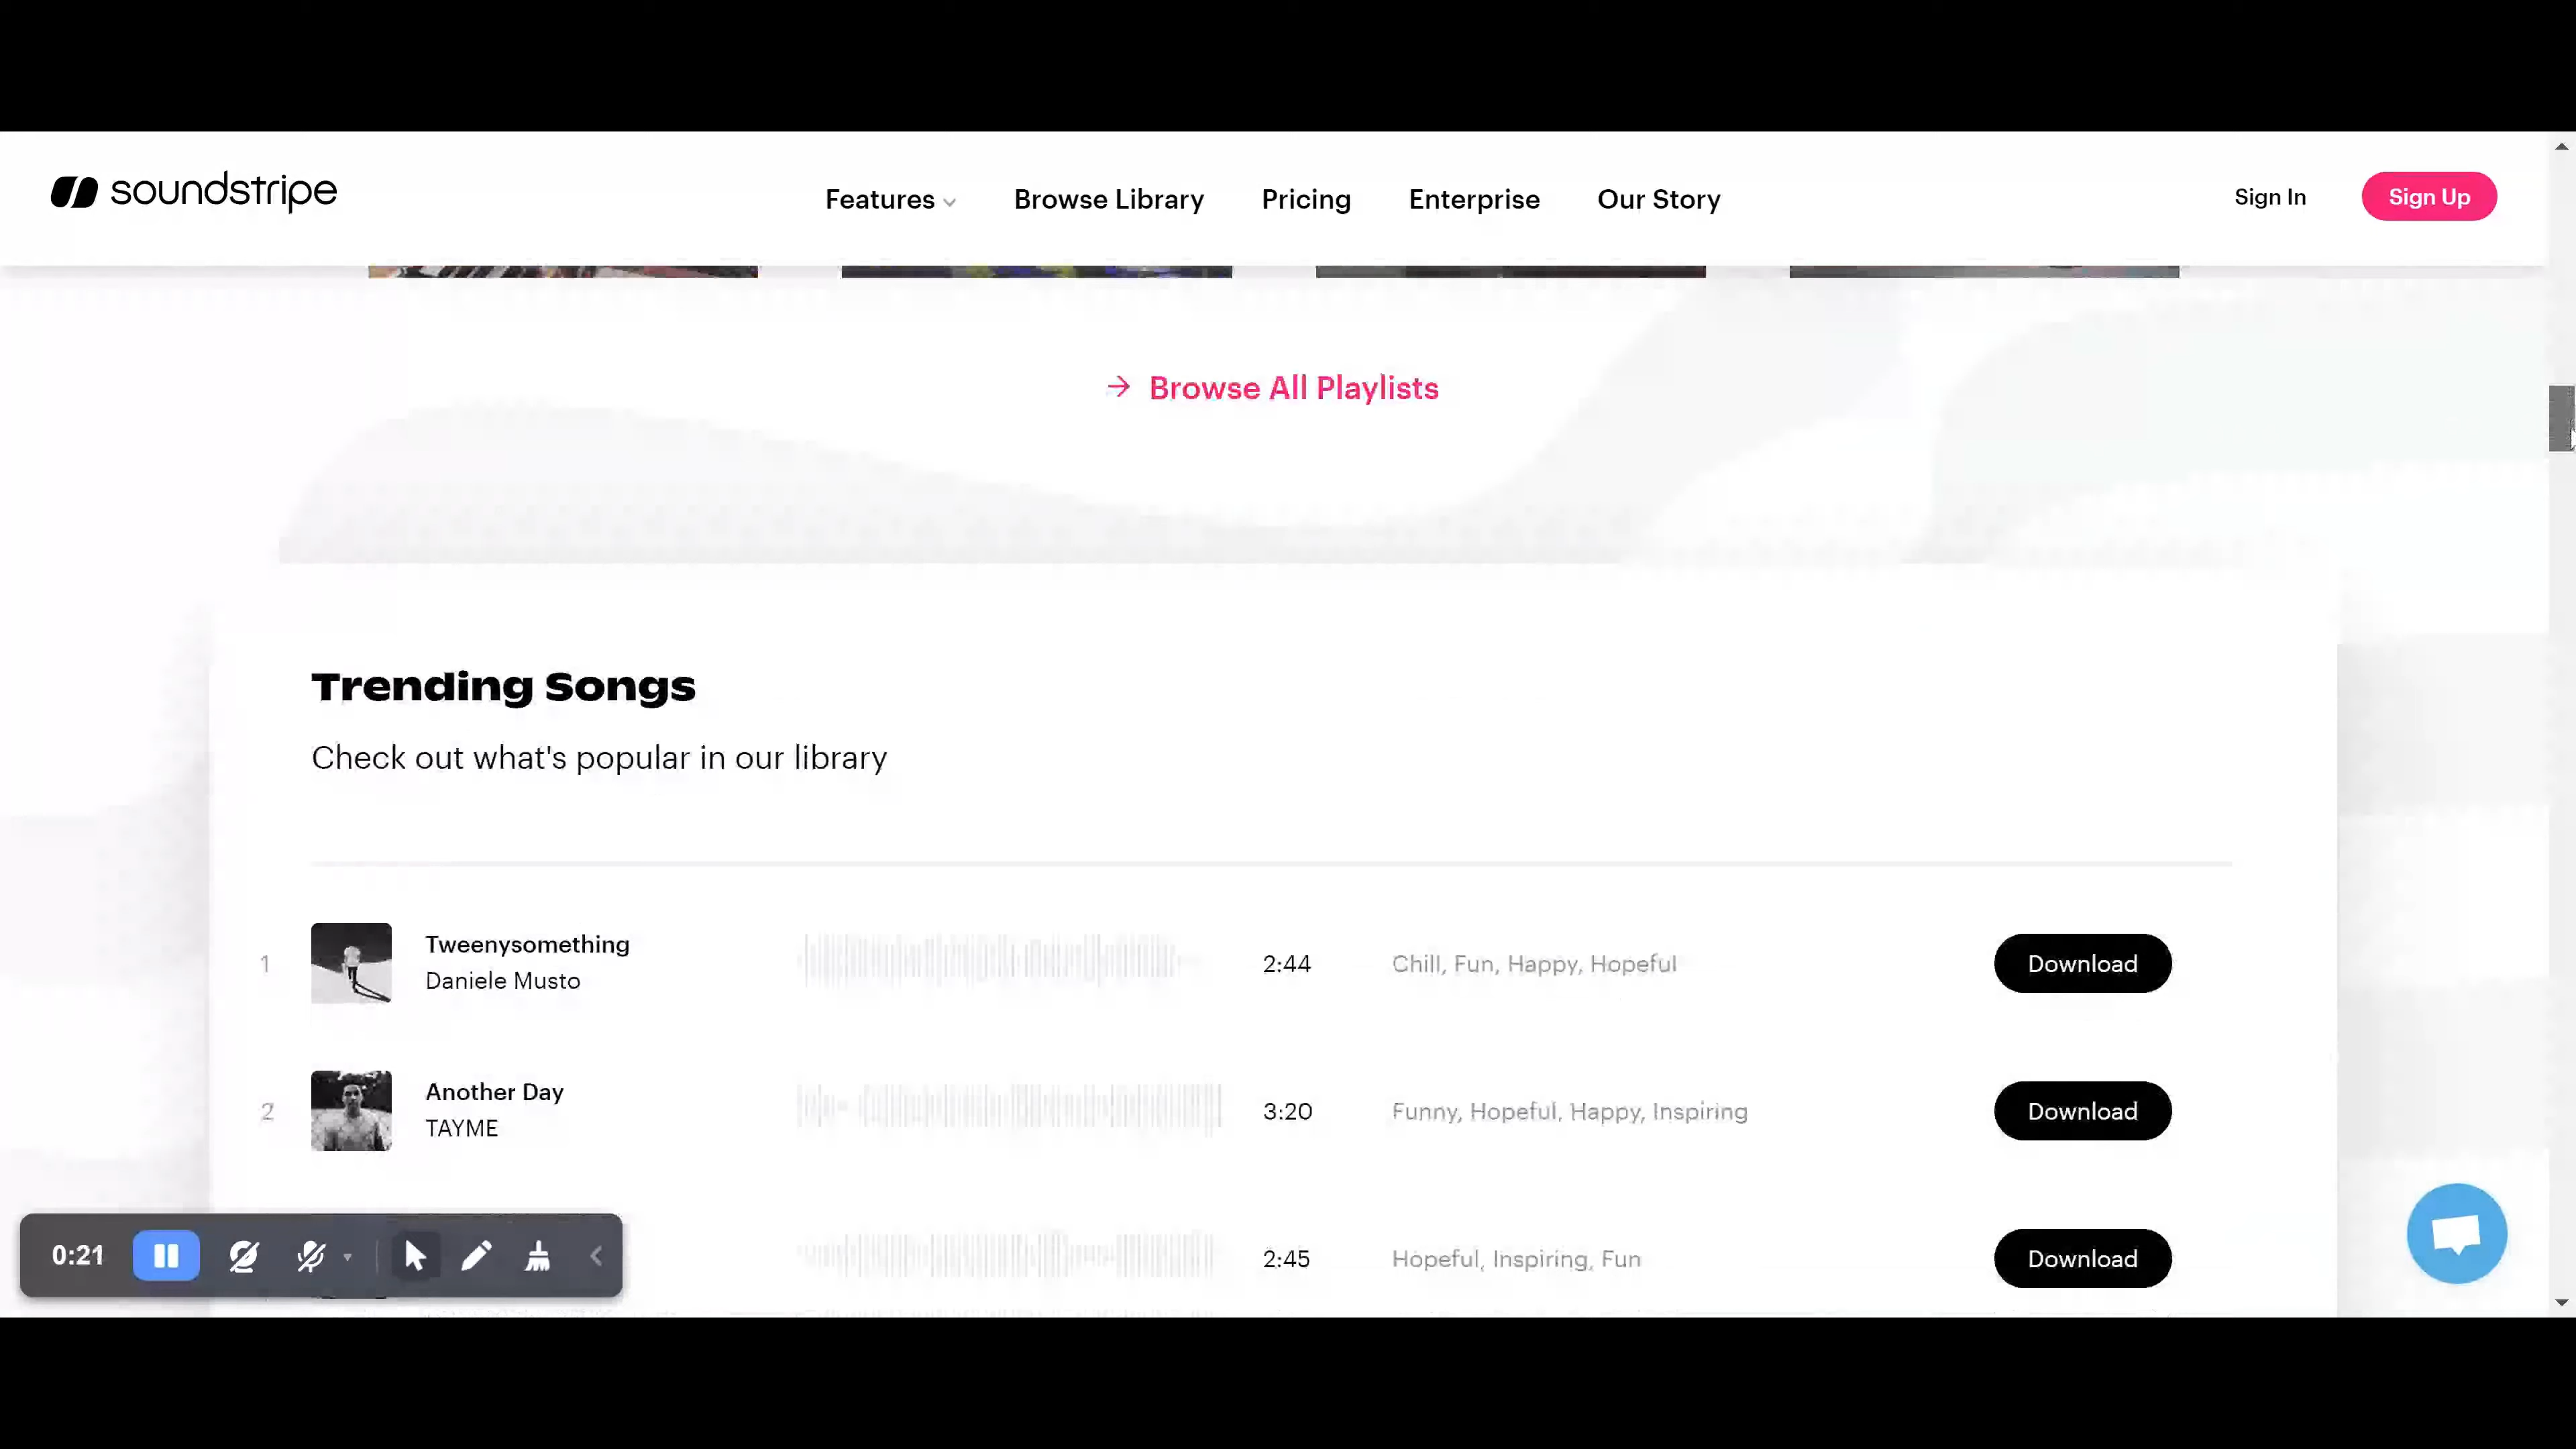 soundstripe
Features
Browse Library
Pricing
Enterprise
Our Story
Sign In
Sign Up
→ Browse All Playlists
Trending Songs
Check out what's popular in our library
1
Tweenysomething
Daniele Musto
2:44
Chill, Fun, Happy, Hopeful
Download
2
Another Day
TAYME
3:20
Funny, Hopeful, Happy, Inspiring
Download
2:45
Hopeful, Inspiring, Fun
Download
0:21